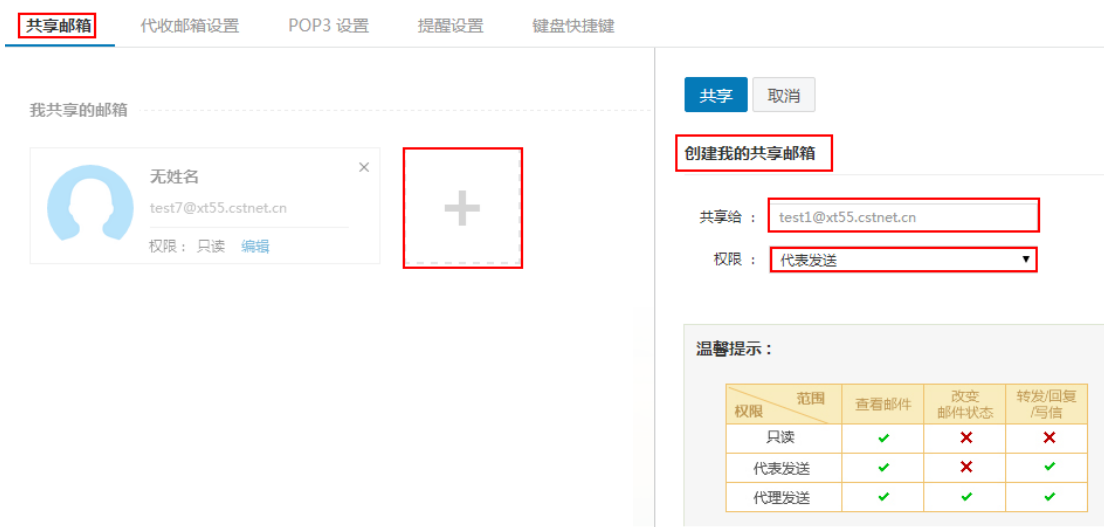 共享邮箱 代收邮箱设置 POP3 设置 提醒设置 键盘快捷键
我共享的邮箱
无姓名
test7@xt55.cstnet.cn
权限： 只读 编辑
共享 取消
创建我的共享邮箱
共享给 ： test1@xt55.cstnet.cn
权限 ： 代表发送
温馨提示：
范围
权限
查看邮件
改变
邮件状态
转发/回复
/写信
只读
代表发送
代理发送